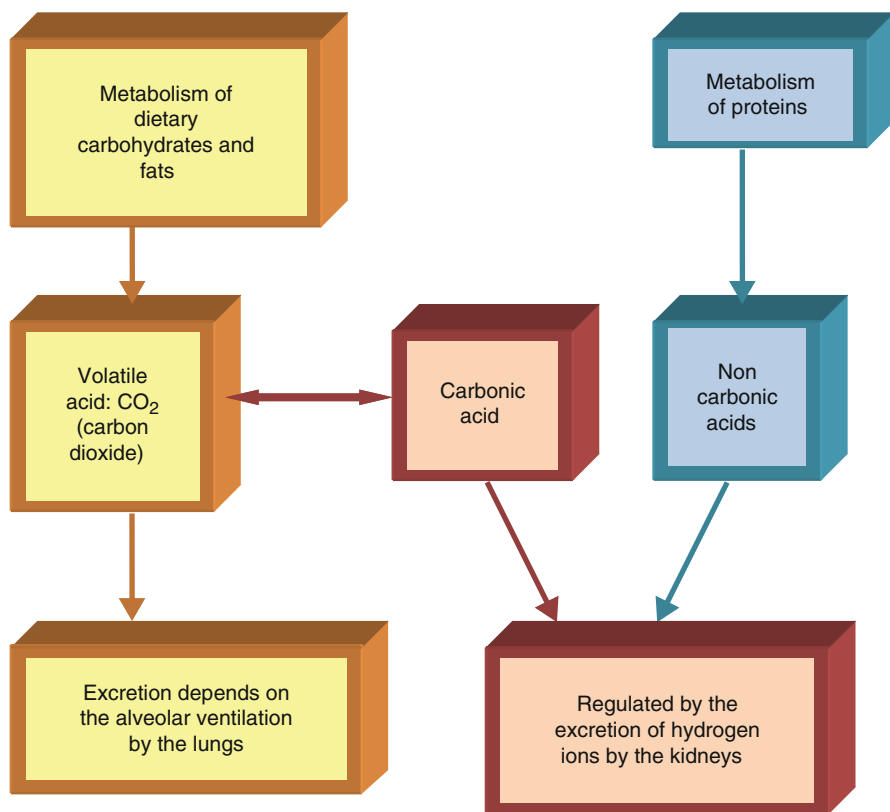 Metabolism of
dietary
carbohydrates and
fats
Metabolism
of proteins
Volatile
acid: CO₂
(carbon
dioxide)
Carbonic
acid
Non
carbonic
acids
Excretion depends on
the alveolar ventilation
by the lungs
Regulated by the
excretion of hydrogen
ions by the kidneys